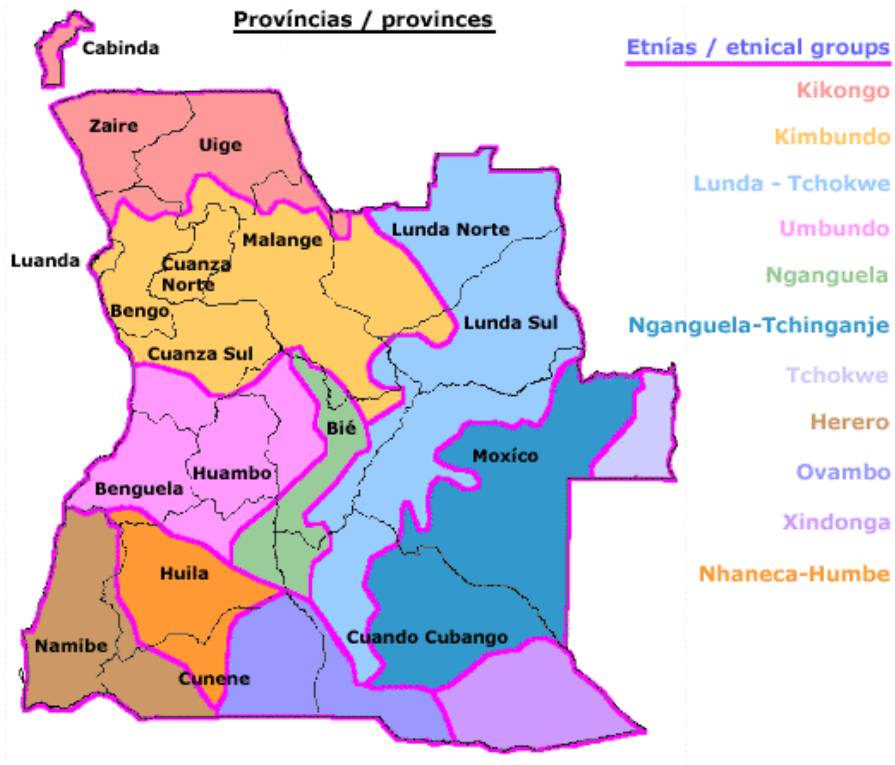 Províncias / provinces
Cabinda
Etnías / etnical groups
Kikongo
Zaire
Kimbundo
Uige
Lunda - Tchokwe
Umbundo
Lunda Norte
Malange
Luanda
Cuanza
Norte
Nganguela
Bengo
Lunda Sul
Nganguela-Tchinganje
Cuanza Sul
Tchokwe
Herero
Bié
Moxíco
Huambo
Ovambo
Benguela
Xindonga
Huila
Nhaneca-Humbe
Cuando Cubango
Namibe
Cunene